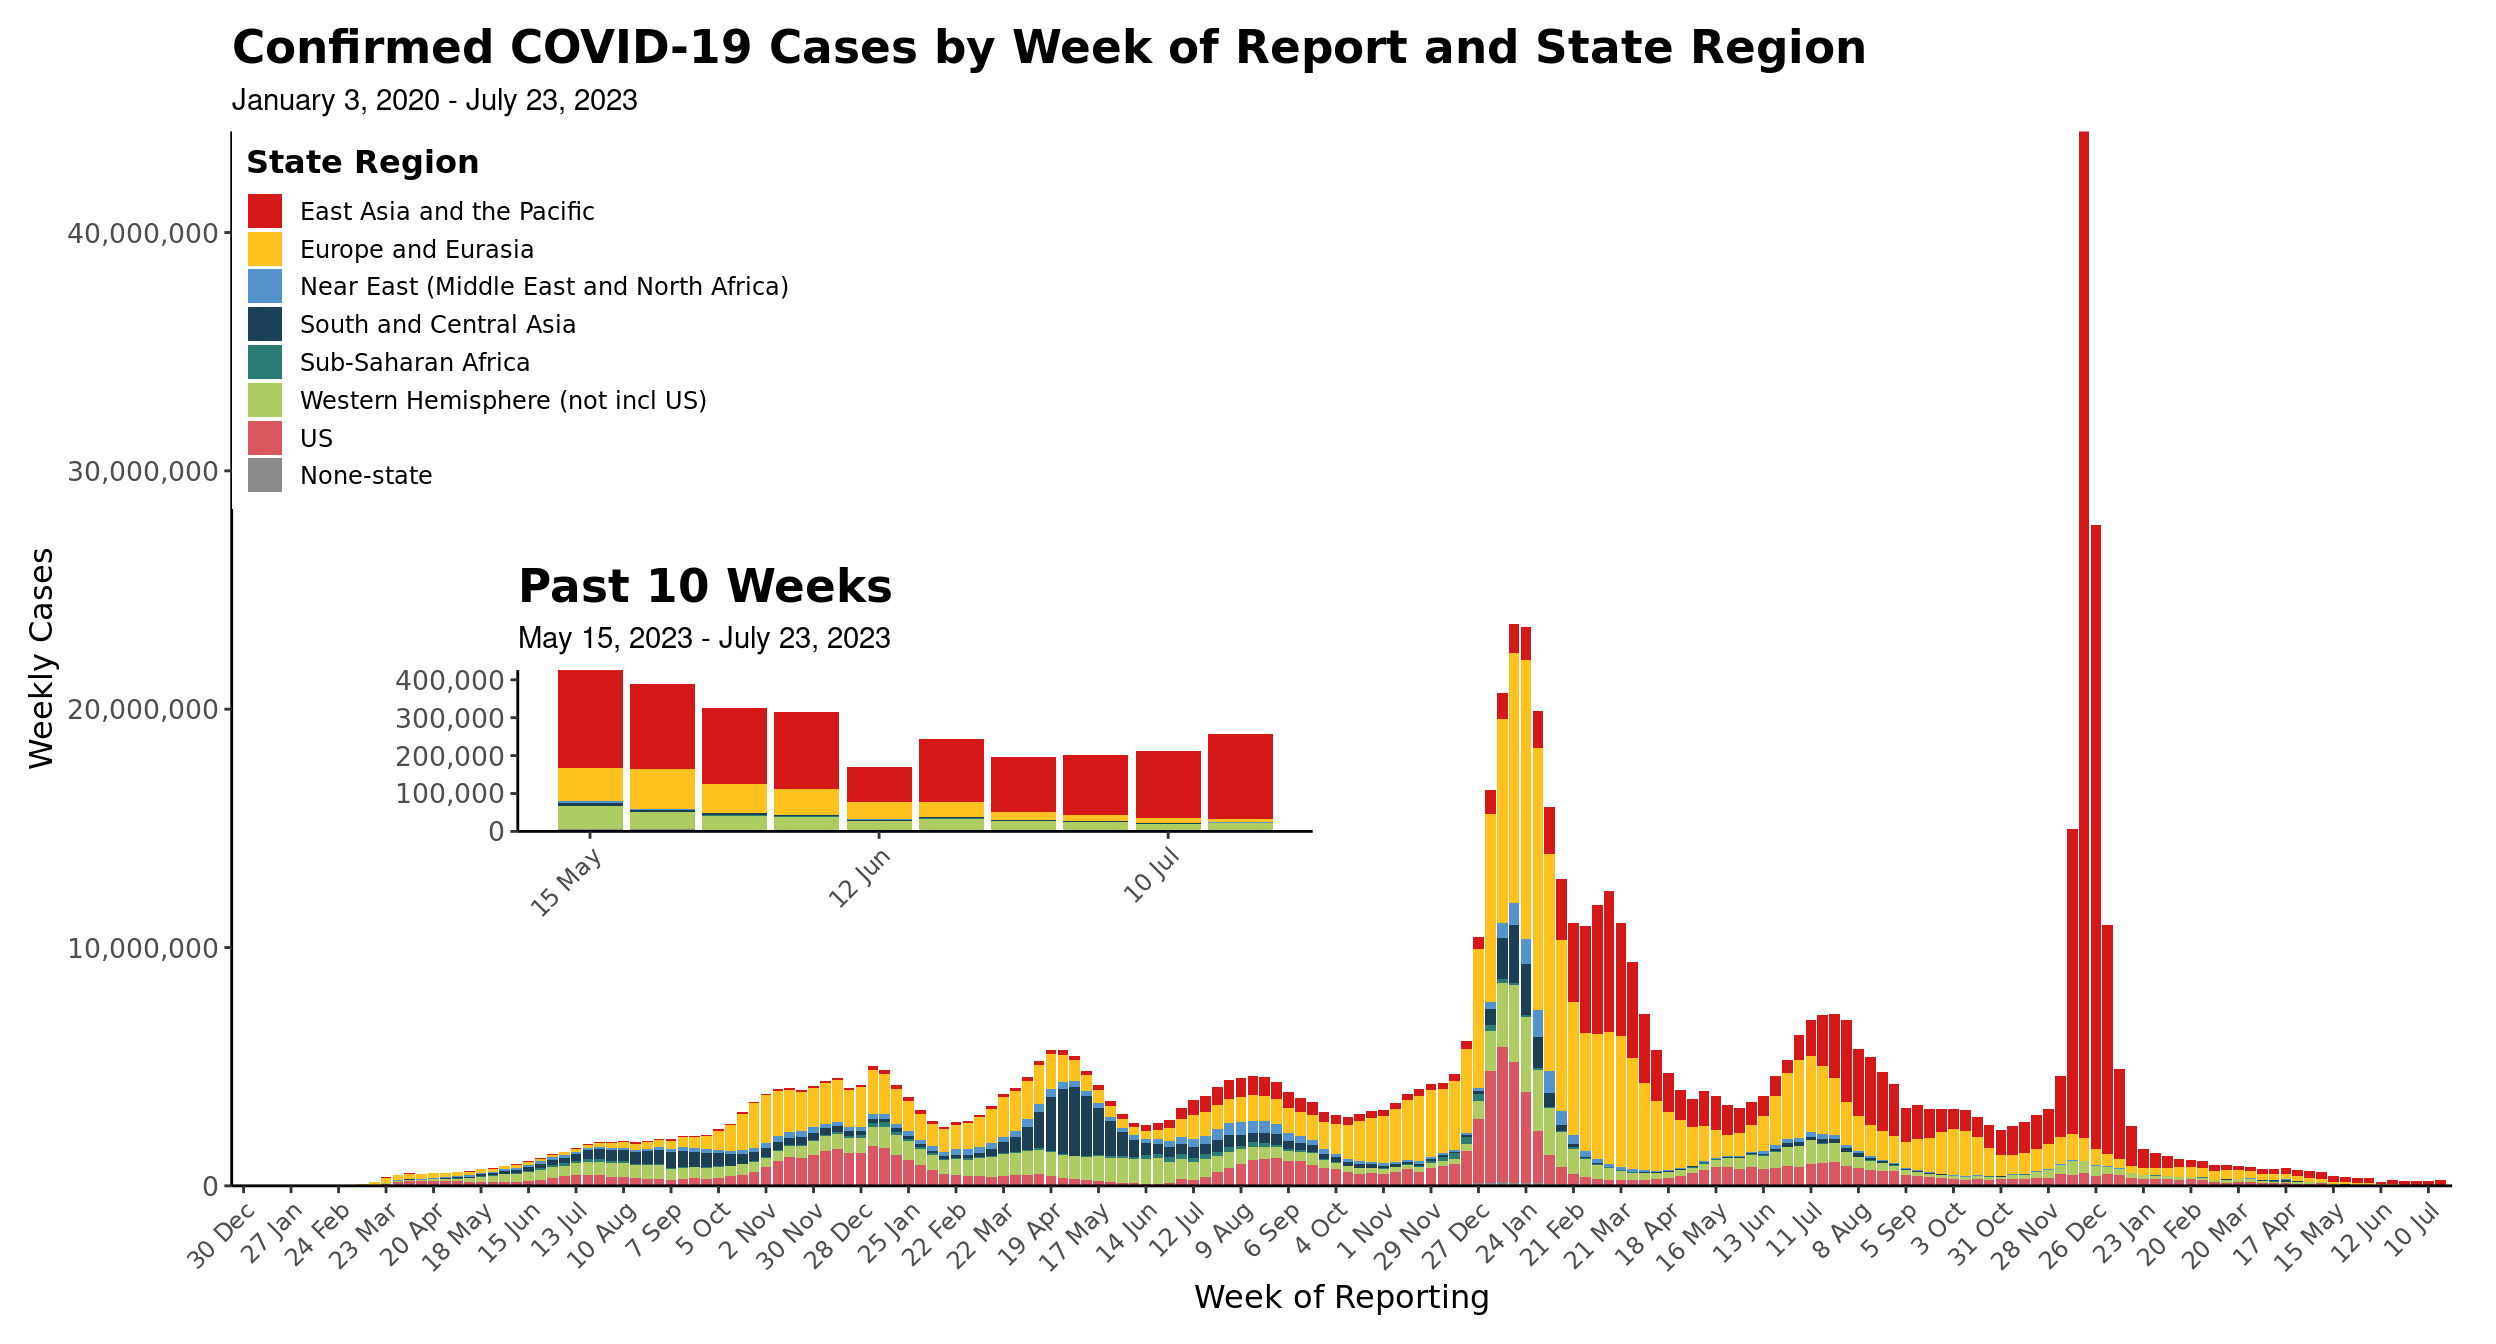 Confirmed COVID-19 Cases by Week of Report and State Region
January 3, 2020 - July 23, 2023
State Region
East Asia and the Pacific
Europe and Eurasia
Near East (Middle East and North Africa)
South and Central Asia
Sub-Saharan Africa
Western Hemisphere (not incl US)
US
None-state
Weekly Cases
40,000,000
30,000,000
20,000,000
10,000,000
0
Past 10 Weeks
May 15, 2023 - July 23, 2023
400,000
300,000
200,000
100,000
0
15 May
12 Jun
10 Jul
30 Dec
27 Jan
24 Feb
23 Mar
20 Apr
18 May
15 Jun
13 Jul
10 Aug
7 Sep
5 Oct
2 Nov
30 Nov
28 Dec
25 Jan
22 Feb
22 Mar
19 Apr
17 May
14 Jun
12 Jul
9 Aug
6 Sep
4 Oct
1 Nov
29 Nov
27 Dec
24 Jan
21 Feb
21 Mar
18 Apr
16 May
13 Jun
11 Jul
8 Aug
5 Sep
3 Oct
31 Oct
28 Nov
26 Dec
23 Jan
20 Feb
20 Mar
17 Apr
15 May
12 Jun
10 Jul
Week of Reporting